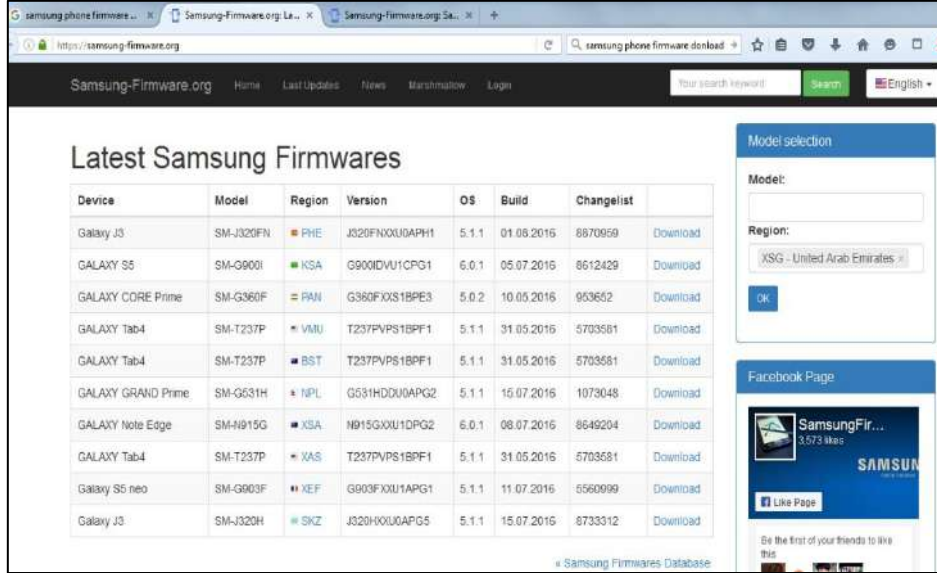 samsung phone firmware ...
Samsung-Firmware.org: La...
Samsung-Firmware.org: Sa...
https://samsung-firmware.org
samsung phone firmware donload
Samsung-Firmware.org
Home
Last Updates
News
Marshmallow
Login
Your search keyword
Search
English
Latest Samsung Firmwares
Device Model Region Version OS Build Changelist
Galaxy J3 SM-J320FN PHE J320FNXXU0APH1 5.1.1 01.08.2016 8870959 Download
GALAXY S5 SM-G900I KSA G900IDVU1CPG1 6.0.1 05.07.2016 8612429 Download
GALAXY CORE Prime SM-G360F PAN G360FXXS1BPE3 5.0.2 10.05.2016 953652 Download
GALAXY Tab4 SM-T237P VMU T237PVPS1BPF1 5.1.1 31.05.2016 5703581 Download
GALAXY Tab4 SM-T237P BST T237PVPS1BPF1 5.1.1 31.05.2016 5703581 Download
GALAXY GRAND Prime SM-G531H NPL G531HDDU0APG2 5.1.1 15.07.2016 1073048 Download
GALAXY Note Edge SM-N915G XSA N915GXXU1DPG2 6.0.1 08.07.2016 8649204 Download
GALAXY Tab4 SM-T237P XAS T237PVPS1BPF1 5.1.1 31.05.2016 5703581 Download
Galaxy S5 neo SM-G903F XEF G903FXXU1APG1 5.1.1 11.07.2016 5560999 Download
Galaxy J3 SM-J320H SKZ J320HXXU0APG5 5.1.1 15.07.2016 8733312 Download
« Samsung Firmwares Database
Model selection
Model:
Region:
XSG - United Arab Emirates ×
OK
Facebook Page
SamsungFir...
3,573 likes
SAMSUN
Like Page
Be the first of your friends to like
this